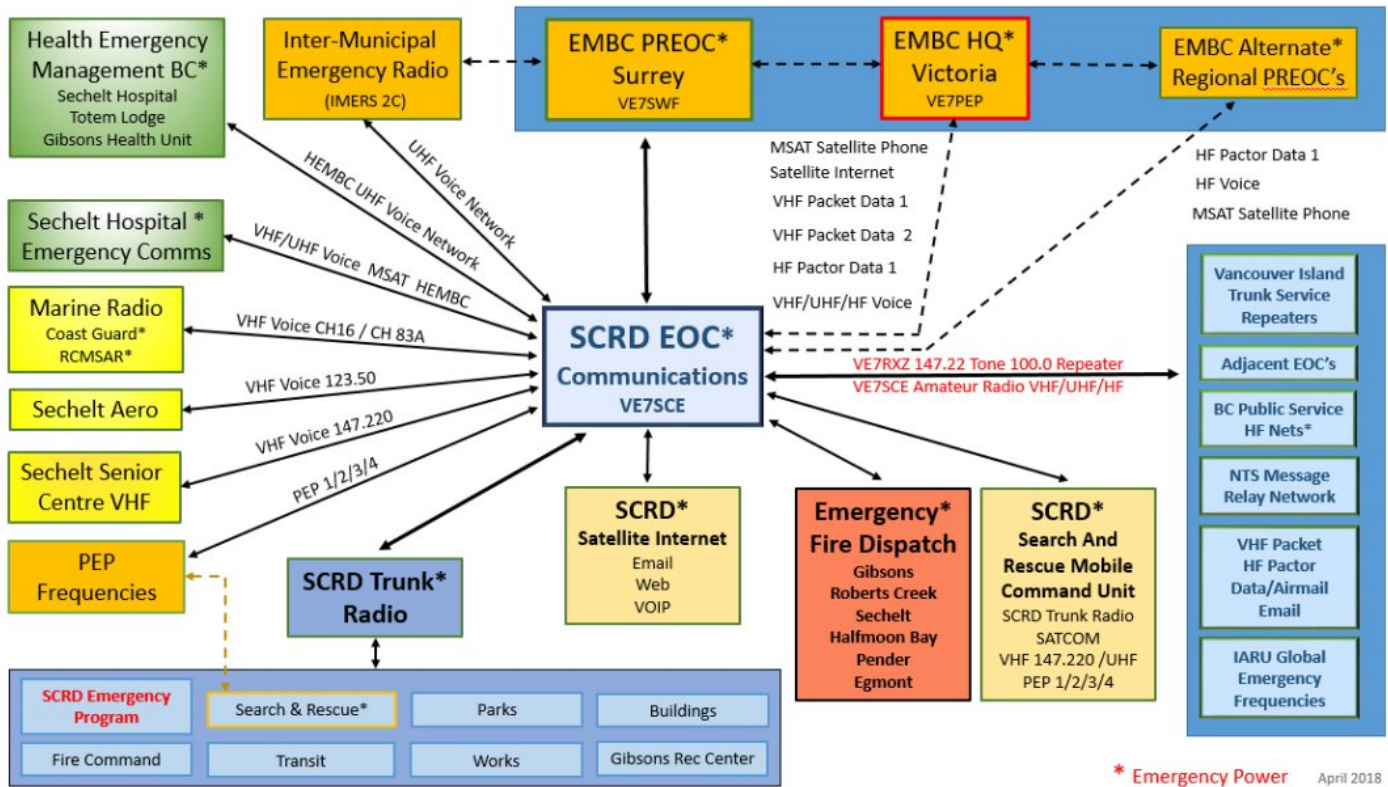 Health Emergency
Management BC*
Sechelt Hospital
Totem Lodge
Gibsons Health Unit
Inter-Municipal
Emergency Radio
(IMERS 2C)
EMBC PREOC*
Surrey
VE7SWF
EMBC HQ*
Victoria
VE7PEP
EMBC Alternate*
Regional PREOC's
UHF Voice Network
HEMBC UHF Voice Network
MSAT Satellite Phone
Satellite Internet
VHF Packet Data 1
VHF Packet Data 2
HF Pactor Data 1
VHF/UHF/HF Voice
HF Pactor Data 1
HF Voice
MSAT Satellite Phone
Sechelt Hospital *
Emergency Comms
VHF/UHF Voice MSAT HEMBC
Marine Radio
Coast Guard*
RCMSAR*
VHF Voice CH16 / CH 83A
Sechelt Aero
VHF Voice 123.50
Sechelt Senior
Centre VHF
VHF Voice 147.220
PEP
Frequencies
PEP 1/2/3/4
SCRD EOC*
Communications
VE7SCE
VE7RXZ 147.22 Tone 100.0 Repeater
VE7SCE Amateur Radio VHF/UHF/HF
Vancouver Island
Trunk Service
Repeaters
Adjacent EOC's
BC Public Service
HF Nets*
NTS Message
Relay Network
VHF Packet
HF Pactor
Data/Airmail
Email
IARU Global
Emergency
Frequencies
SCRD Trunk*
Radio
SCRD*
Satellite Internet
Email
Web
VOIP
Emergency*
Fire Dispatch
Gibsons
Roberts Creek
Sechelt
Halfmoon Bay
Pender
Egmont
SCRD*
Search And
Rescue Mobile
Command Unit
SCRD Trunk Radio
SATCOM
VHF 147.220 /UHF
PEP 1/2/3/4
SCRD Emergency
Program
Search & Rescue*
Parks
Buildings
Fire Command
Transit
Works
Gibsons Rec Center
* Emergency Power
April 2018